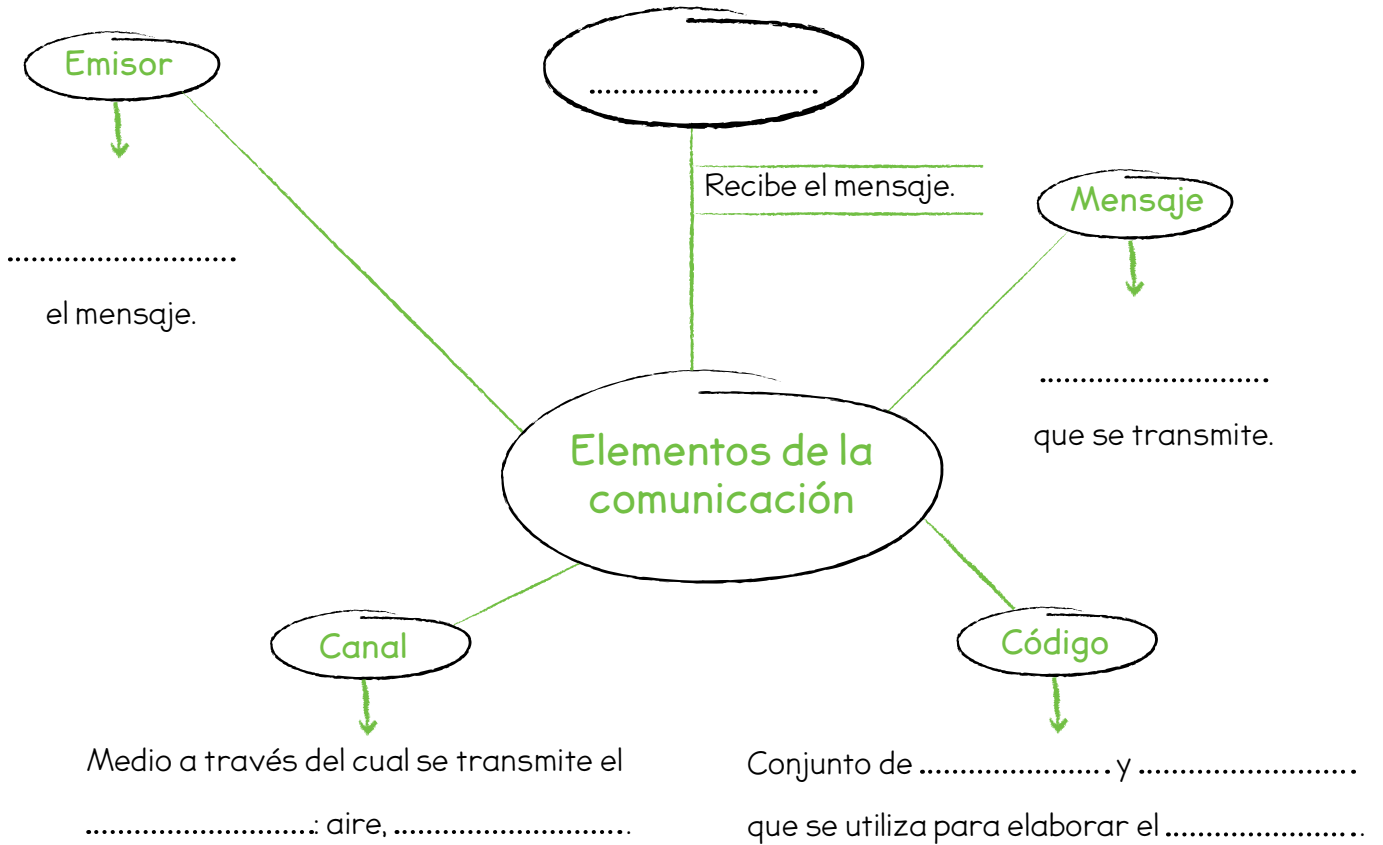 Emisor
..............................
el mensaje.
..............................
Recibe el mensaje.
Mensaje
..............................
que se transmite.
Elementos de la
comunicación
Canal
Medio a través del cual se transmite el
..............................: aire, ...............................
Código
Conjunto de ......................... y ............................
que se utiliza para elaborar el ..........................